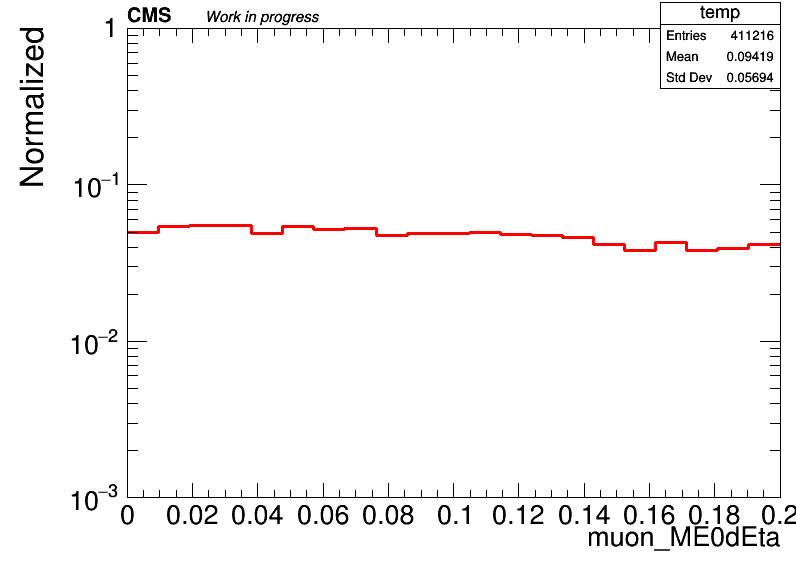 CMS Work in progress
temp
Entries 411216
Mean 0.09419
Std Dev 0.05694
Normalized
1
10⁻¹
10⁻²
10⁻³
0 0.02 0.04 0.06 0.08 0.1 0.12 0.14 0.16 0.18 0.2
muon_ME0dEta